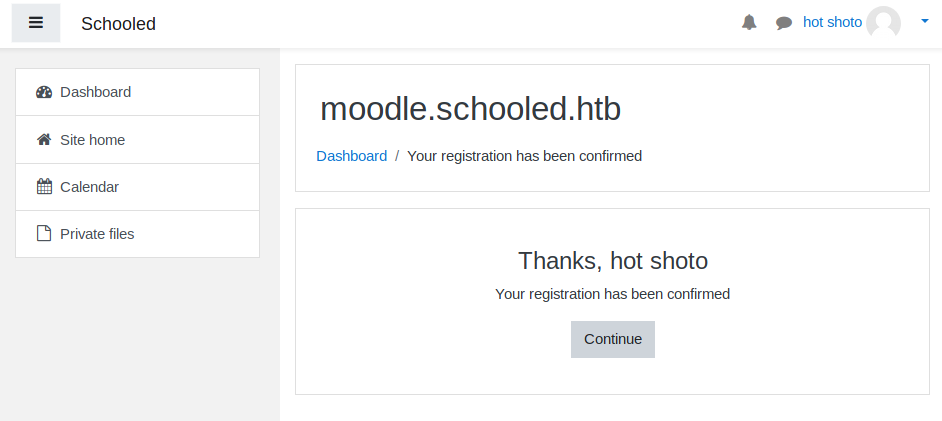 Schooled
hot shoto
Dashboard
Site home
Calendar
Private files
moodle.schooled.htb
Dashboard / Your registration has been confirmed
Thanks, hot shoto
Your registration has been confirmed
Continue